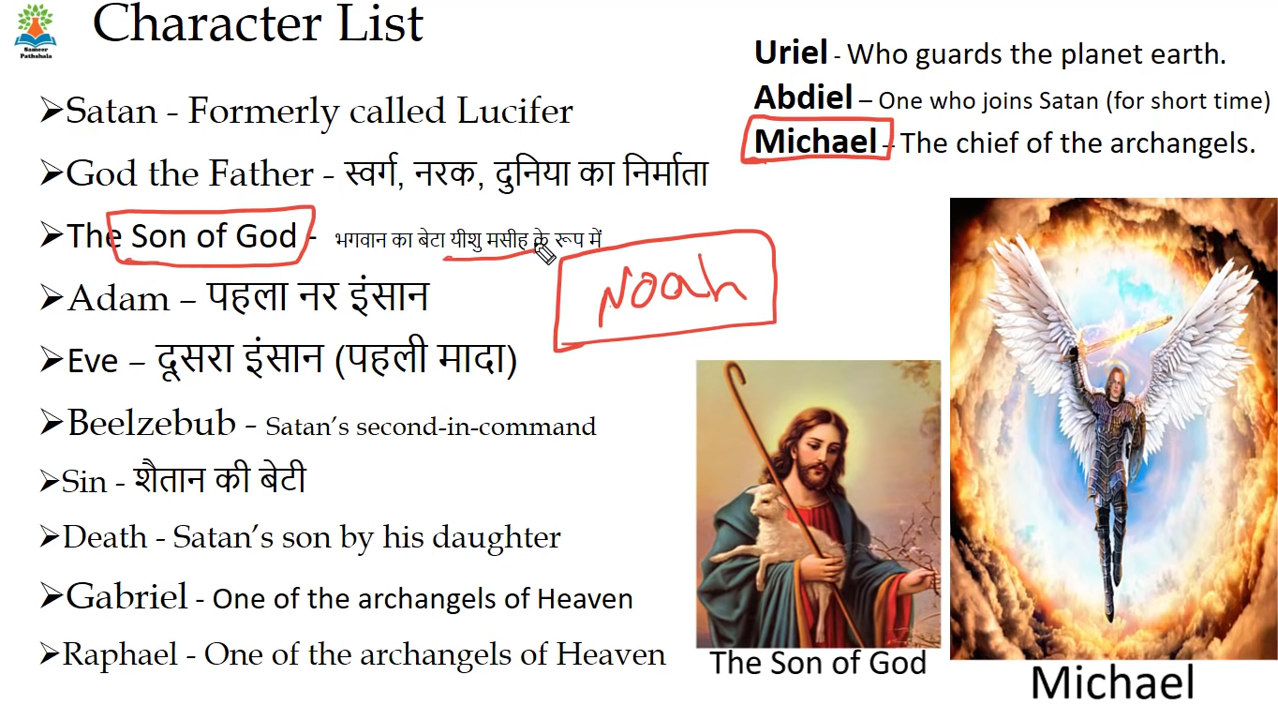 Character List
Sameer
Pathshala
➢Satan - Formerly called Lucifer
➢God the Father - स्वर्ग, नरक, दुनिया का निर्माता
➢The Son of God - भगवान का बेटा यीशु मसीह के रूप में
Noah
➢Adam – पहला नर इंसान
➢Eve – दूसरा इंसान (पहली मादा)
➢Beelzebub - Satan's second-in-command
➢Sin - शैतान की बेटी
➢Death - Satan's son by his daughter
➢Gabriel - One of the archangels of Heaven
➢Raphael - One of the archangels of Heaven
Uriel - Who guards the planet earth.
Abdiel – One who joins Satan (for short time)
Michael – The chief of the archangels.
The Son of God
Michael